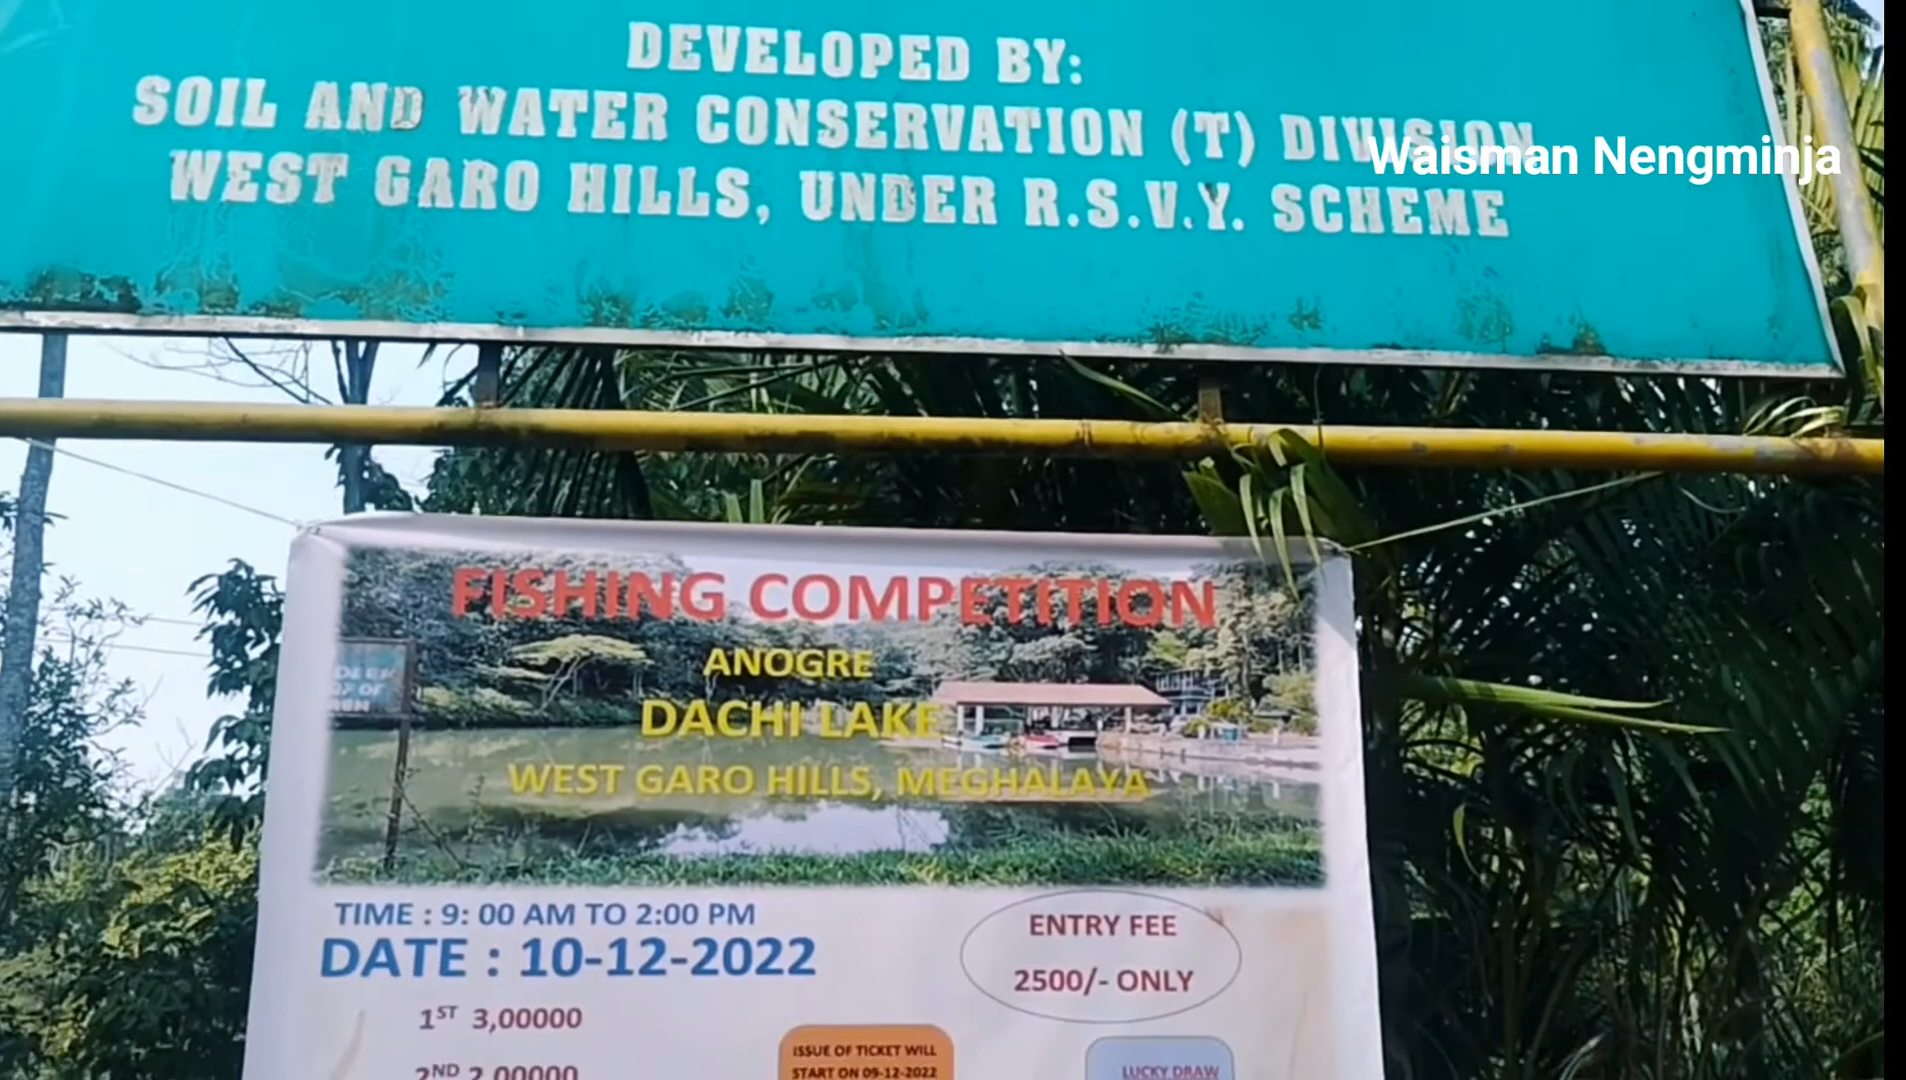 DEVELOPED BY:
SOIL AND WATER CONSERVATION (T) DIVISION
Waisman Nengminja
WEST GARO HILLS, UNDER R.S.V.Y. SCHEME
FISHING COMPETITION
ANOGRE
DACHI LAKE
WEST GARO HILLS, MEGHALAYA
TIME : 9: 00 AM TO 2:00 PM
DATE : 10-12-2022
ENTRY FEE
2500/- ONLY
1ST 3,00000
2ND 2,00000
ISSUE OF TICKET WILL
START ON 09-12-2022
LUCKY DRAW